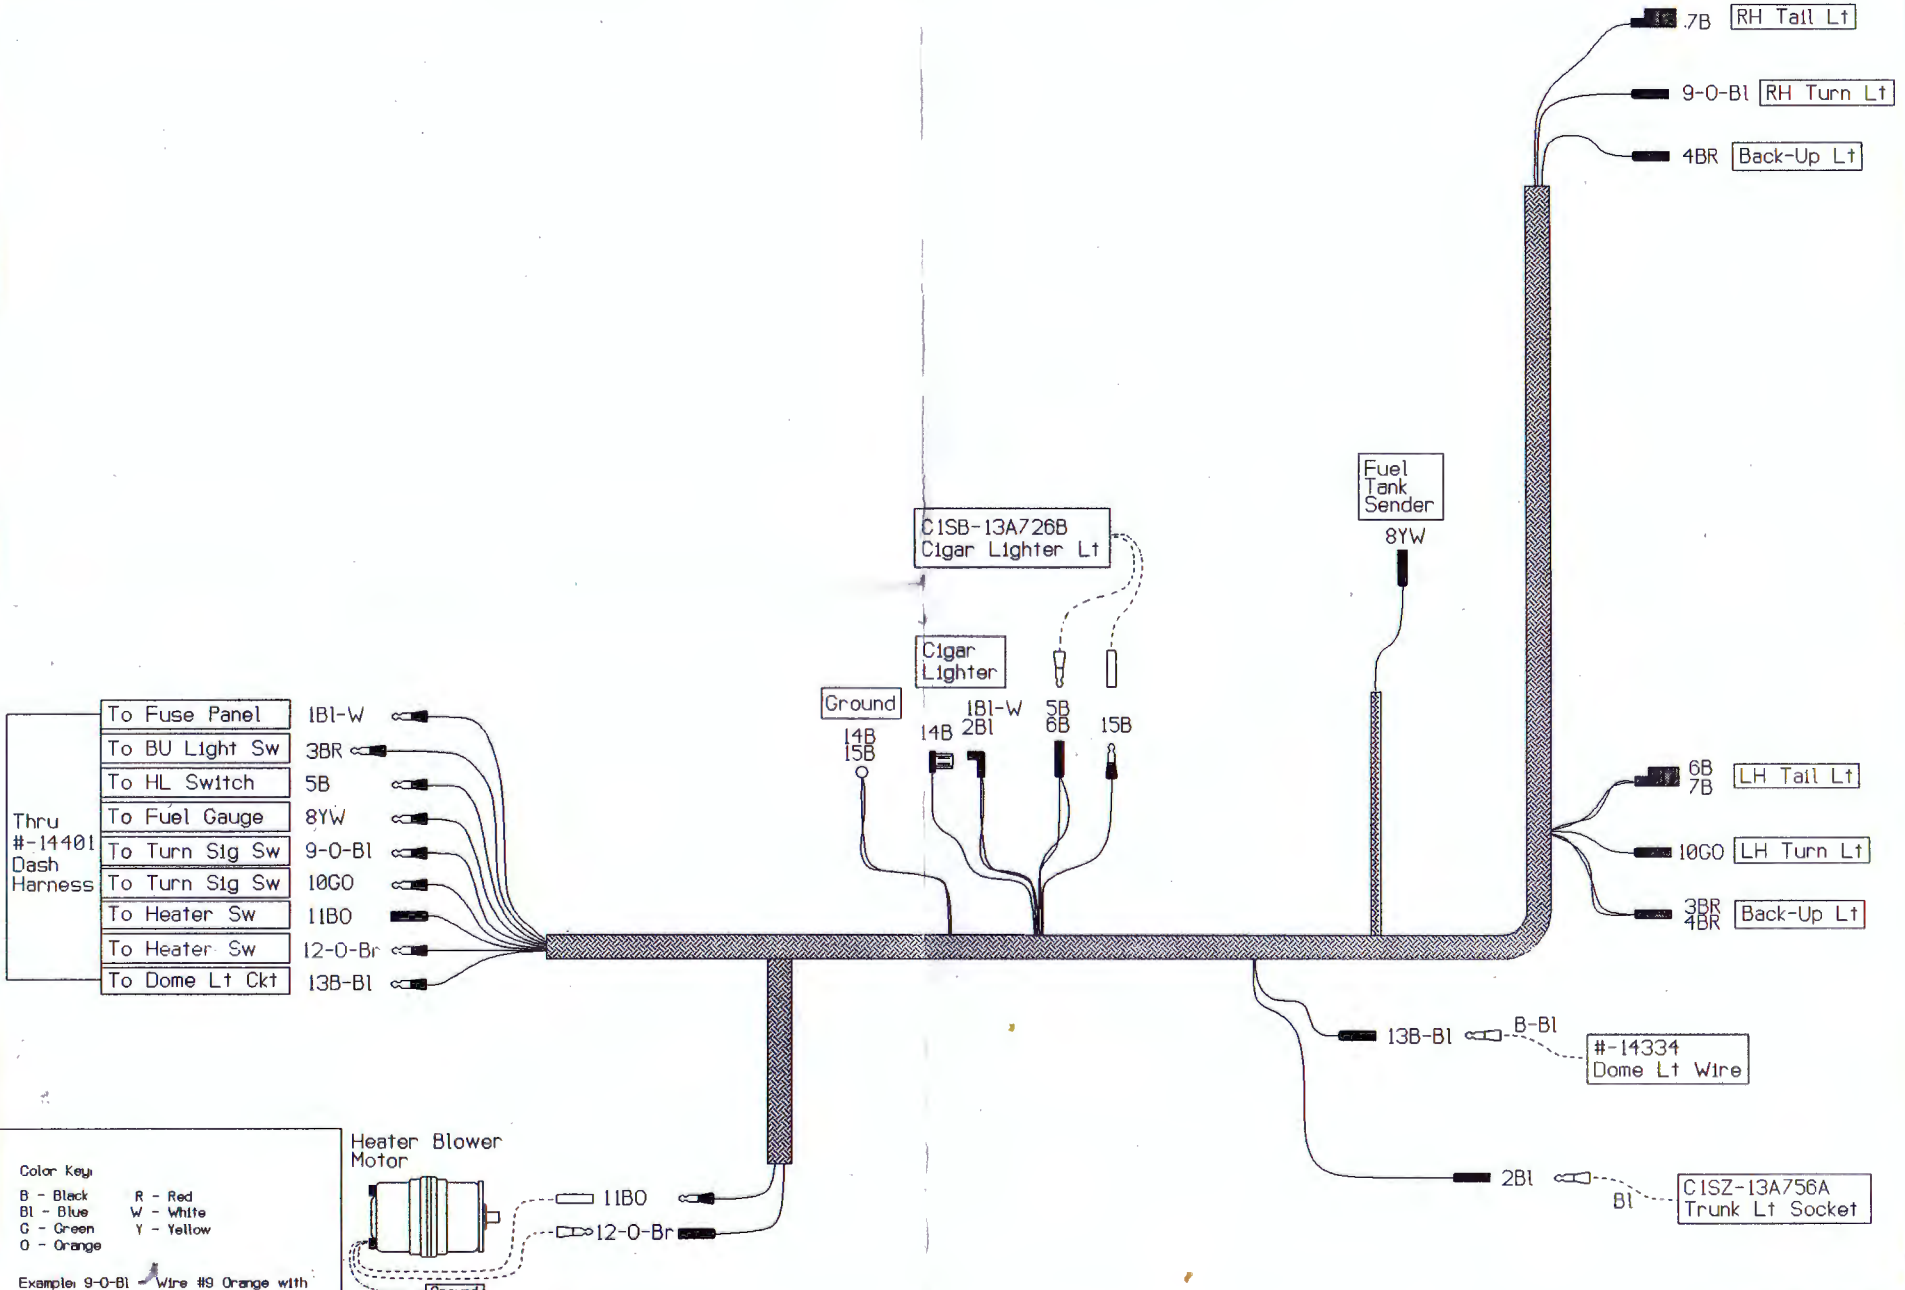 .7B RH Tail Lt
9-O-Bl RH Turn Lt
4BR Back-Up Lt
Fuel
Tank
Sender
8YW
C1SB-13A726B
Cigar Lighter Lt
Cigar
Lighter
Ground
14B
15B
14B
1Bl-W
2Bl
5B
6B
15B
Thru
#-14401
Dash
Harness
To Fuse Panel 1Bl-W
To BU Light Sw 3BR
To HL Switch 5B
To Fuel Gauge 8YW
To Turn Sig Sw 9-O-Bl
To Turn Sig Sw 10GO
To Heater Sw 11BO
To Heater Sw 12-O-Br
To Dome Lt Ckt 13B-Bl
6B
7B
LH Tail Lt
10GO LH Turn Lt
3BR
4BR
Back-Up Lt
13B-Bl B-Bl
#-14334
Dome Lt Wire
2Bl Bl
C1SZ-13A756A
Trunk Lt Socket
Heater Blower
Motor
11BO
12-O-Br
Color Key:
B - Black R - Red
Bl - Blue W - White
G - Green Y - Yellow
O - Orange
Example: 9-O-Bl - Wire #9 Orange with